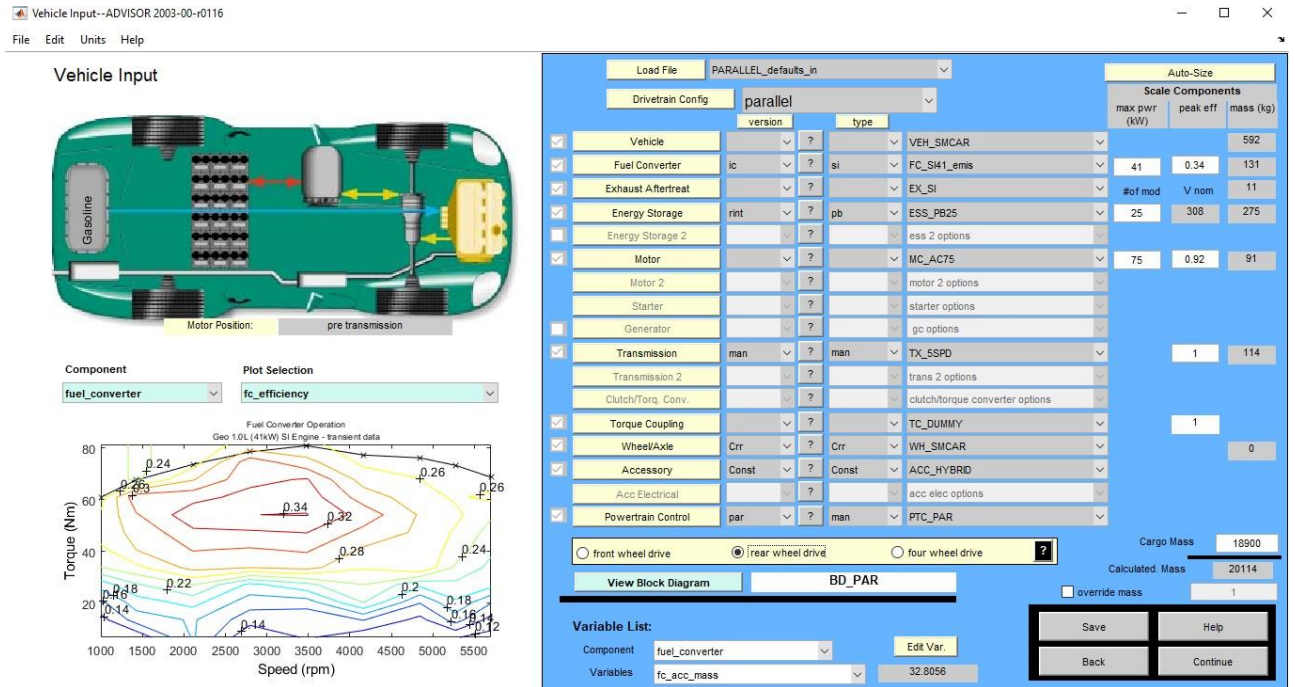 Vehicle Input--ADVISOR 2003-00-r0116
File Edit Units Help
Vehicle Input
Gasoline
Motor Position: pre transmission
Component Plot Selection
fuel_converter fc_efficiency
Fuel Converter Operation
Geo 1.0L (41kW) SI Engine - transient data
Torque (Nm)
80
60
40
20
0.24
0.26
0.3
0.26
0.26
0.34
0.32
0.28
0.24
0.22
0.2
0.18
0.16
0.14
0.18
0.16
0.14
0.14
0.12
1000 1500 2000 2500 3000 3500 4000 4500 5000 5500
Speed (rpm)
Load File PARALLEL_defaults_in
Auto-Size
Drivetrain Config parallel
Scale Components
version type
max pwr (kW) peak eff mass (kg)
Vehicle ? VEH_SMCAR 592
Fuel Converter ic ? si FC_SI41_emis 41 0.34 131
Exhaust Aftertreat ? EX_SI #of mod V nom 11
Energy Storage rint ? pb ESS_PB25 25 308 275
Energy Storage 2 ? ess 2 options
Motor ? MC_AC75 75 0.92 91
Motor 2 ? motor 2 options
Starter ? starter options
Generator ? gc options
Transmission man ? man TX_5SPD 1 114
Transmission 2 ? trans 2 options
Clutch/Torq. Conv. ? clutch/torque converter options
Torque Coupling ? TC_DUMMY 1
Wheel/Axle Crr ? Crr WH_SMCAR 0
Accessory Const ? Const ACC_HYBRID
Acc Electrical ? acc elec options
Powertrain Control par ? man PTC_PAR
front wheel drive rear wheel drive four wheel drive ?
Cargo Mass 18900
Calculated. Mass 20114
View Block Diagram BD_PAR
override mass 1
Variable List:
Component fuel_converter Edit Var.
Variables fc_acc_mass 32.8056
Save Help
Back Continue